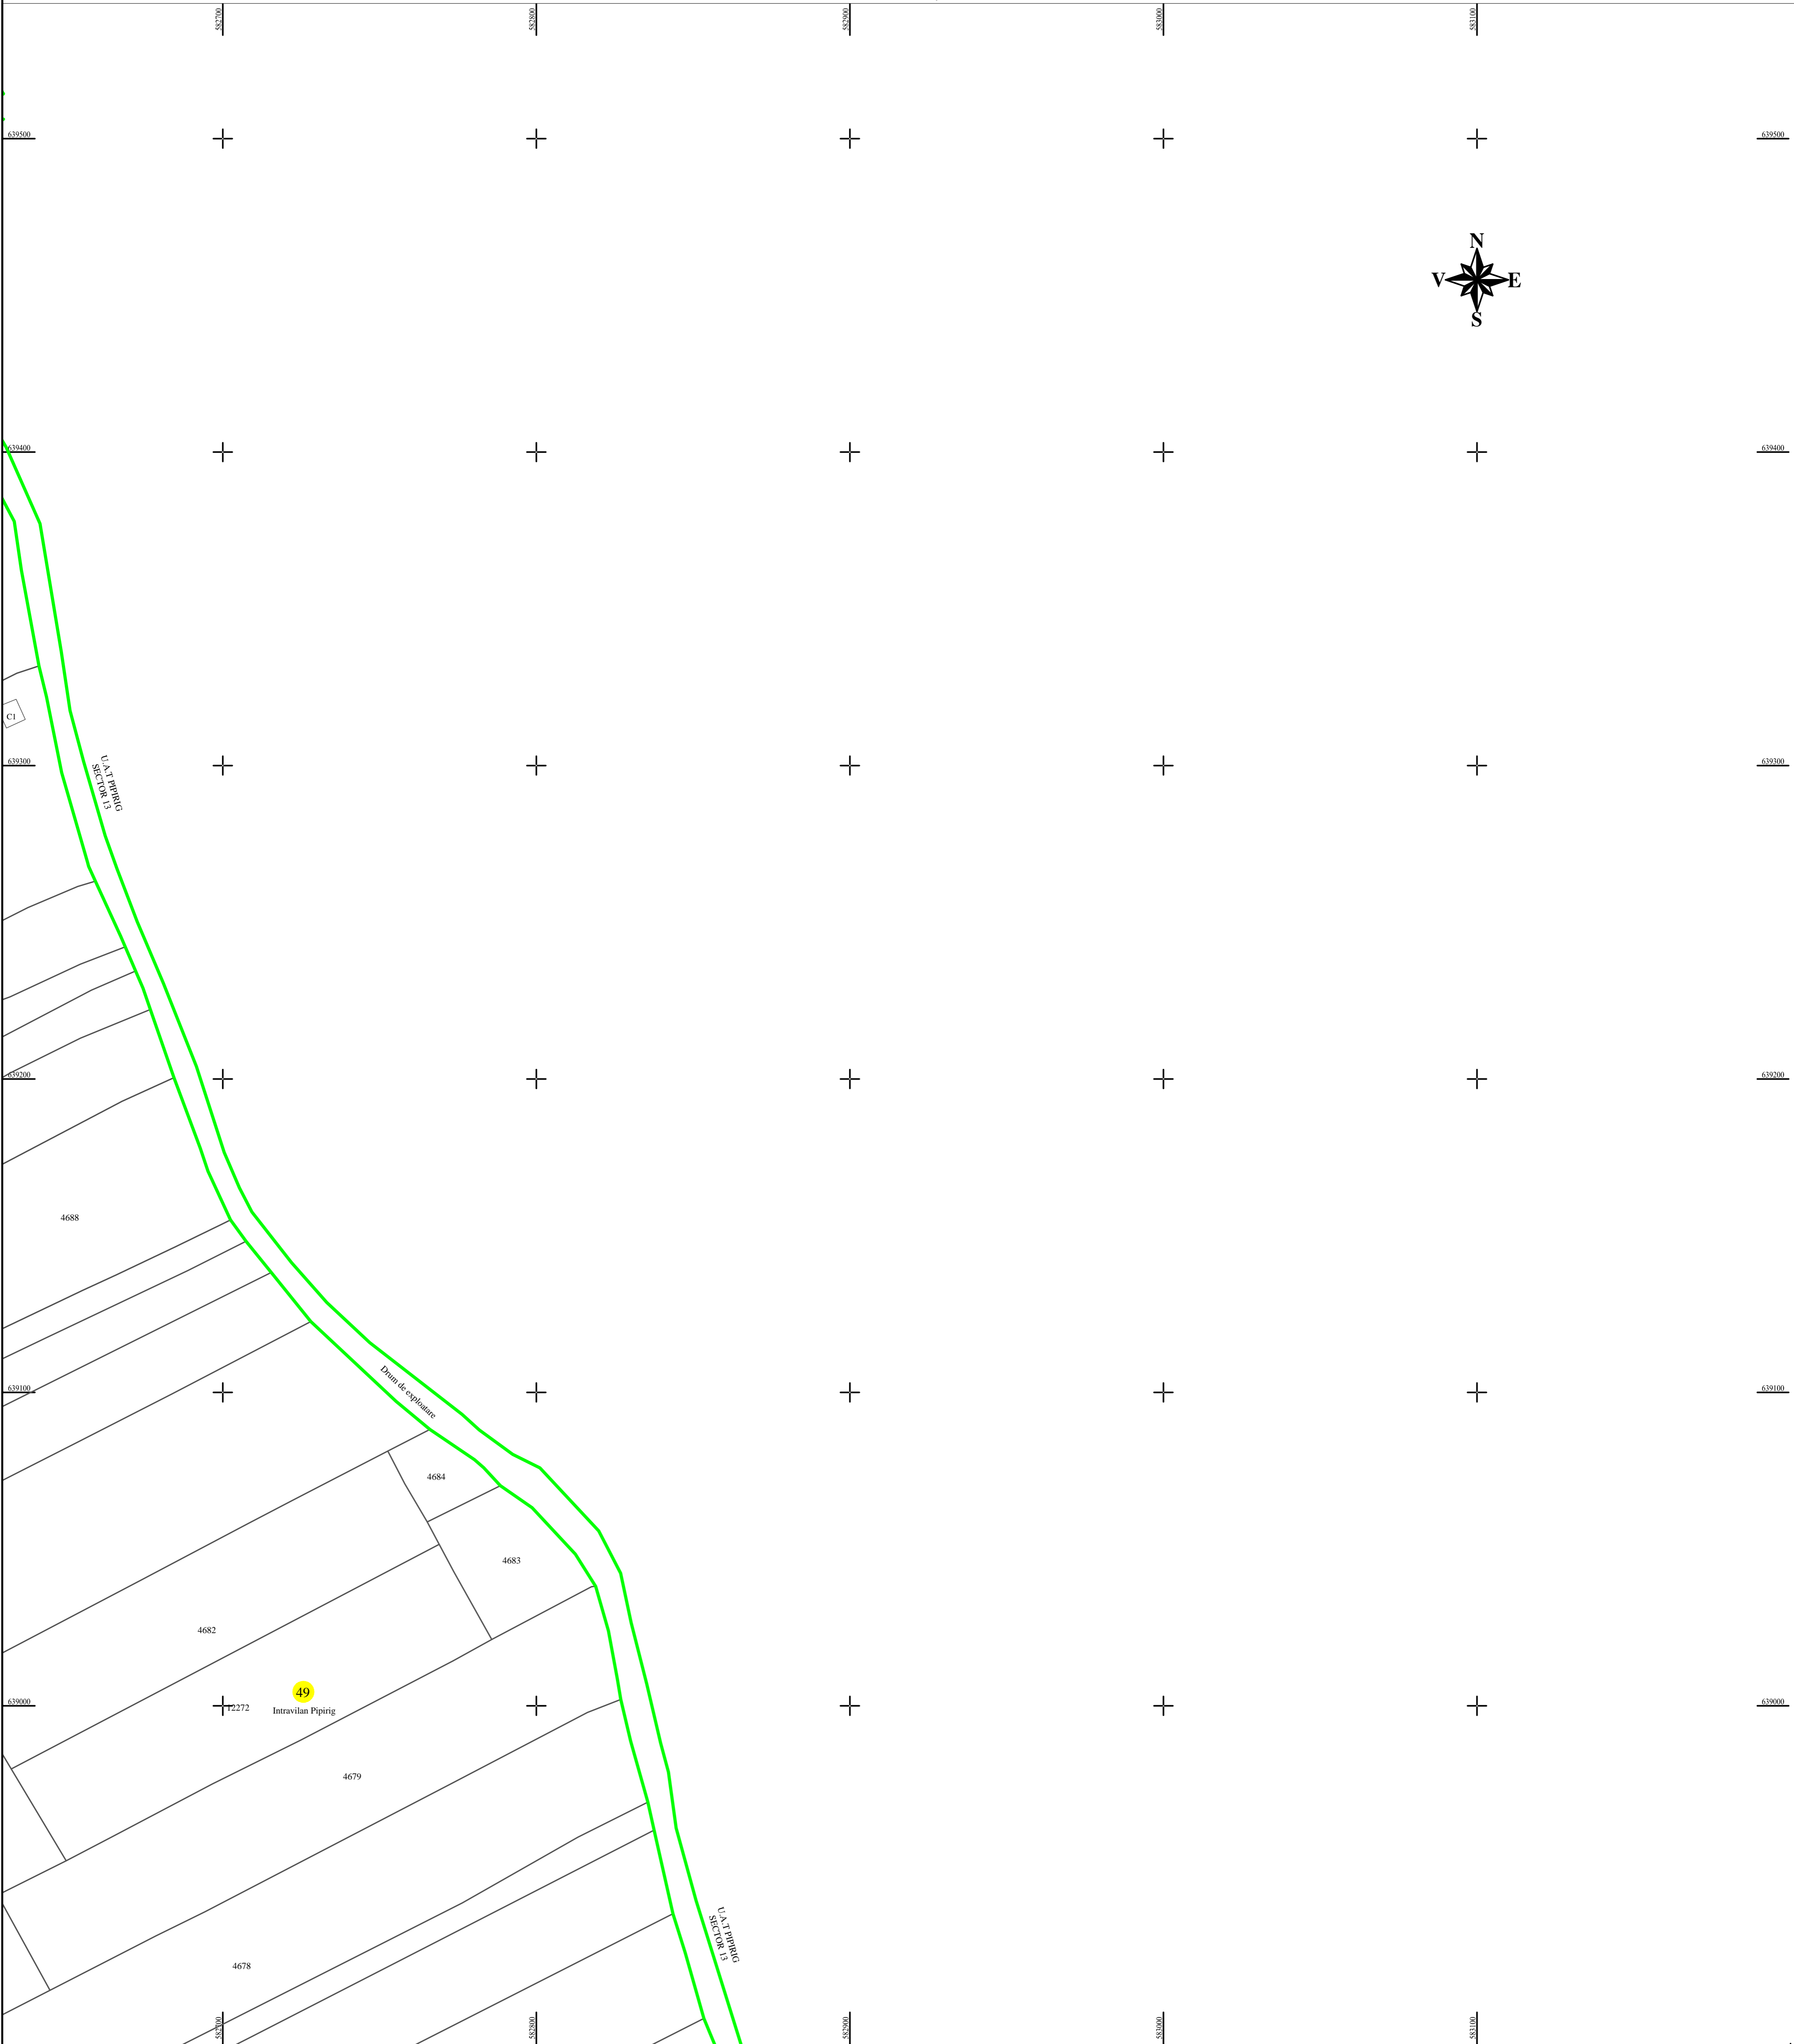 582700
582800
582900
583000
583100
639500
639500
N
V
E
S
639400
639400
C1
U.A.T PIPIRIG
SECTOR 13
639300
639300
639200
639200
4688
639100
639100
Drum de exploatare
4684
4683
4682
49
12272
Intravilan Pipirig
639000
639000
4679
U.A.T PIPIRIG
SECTOR 13
4678
582700
582800
582900
583000
583100